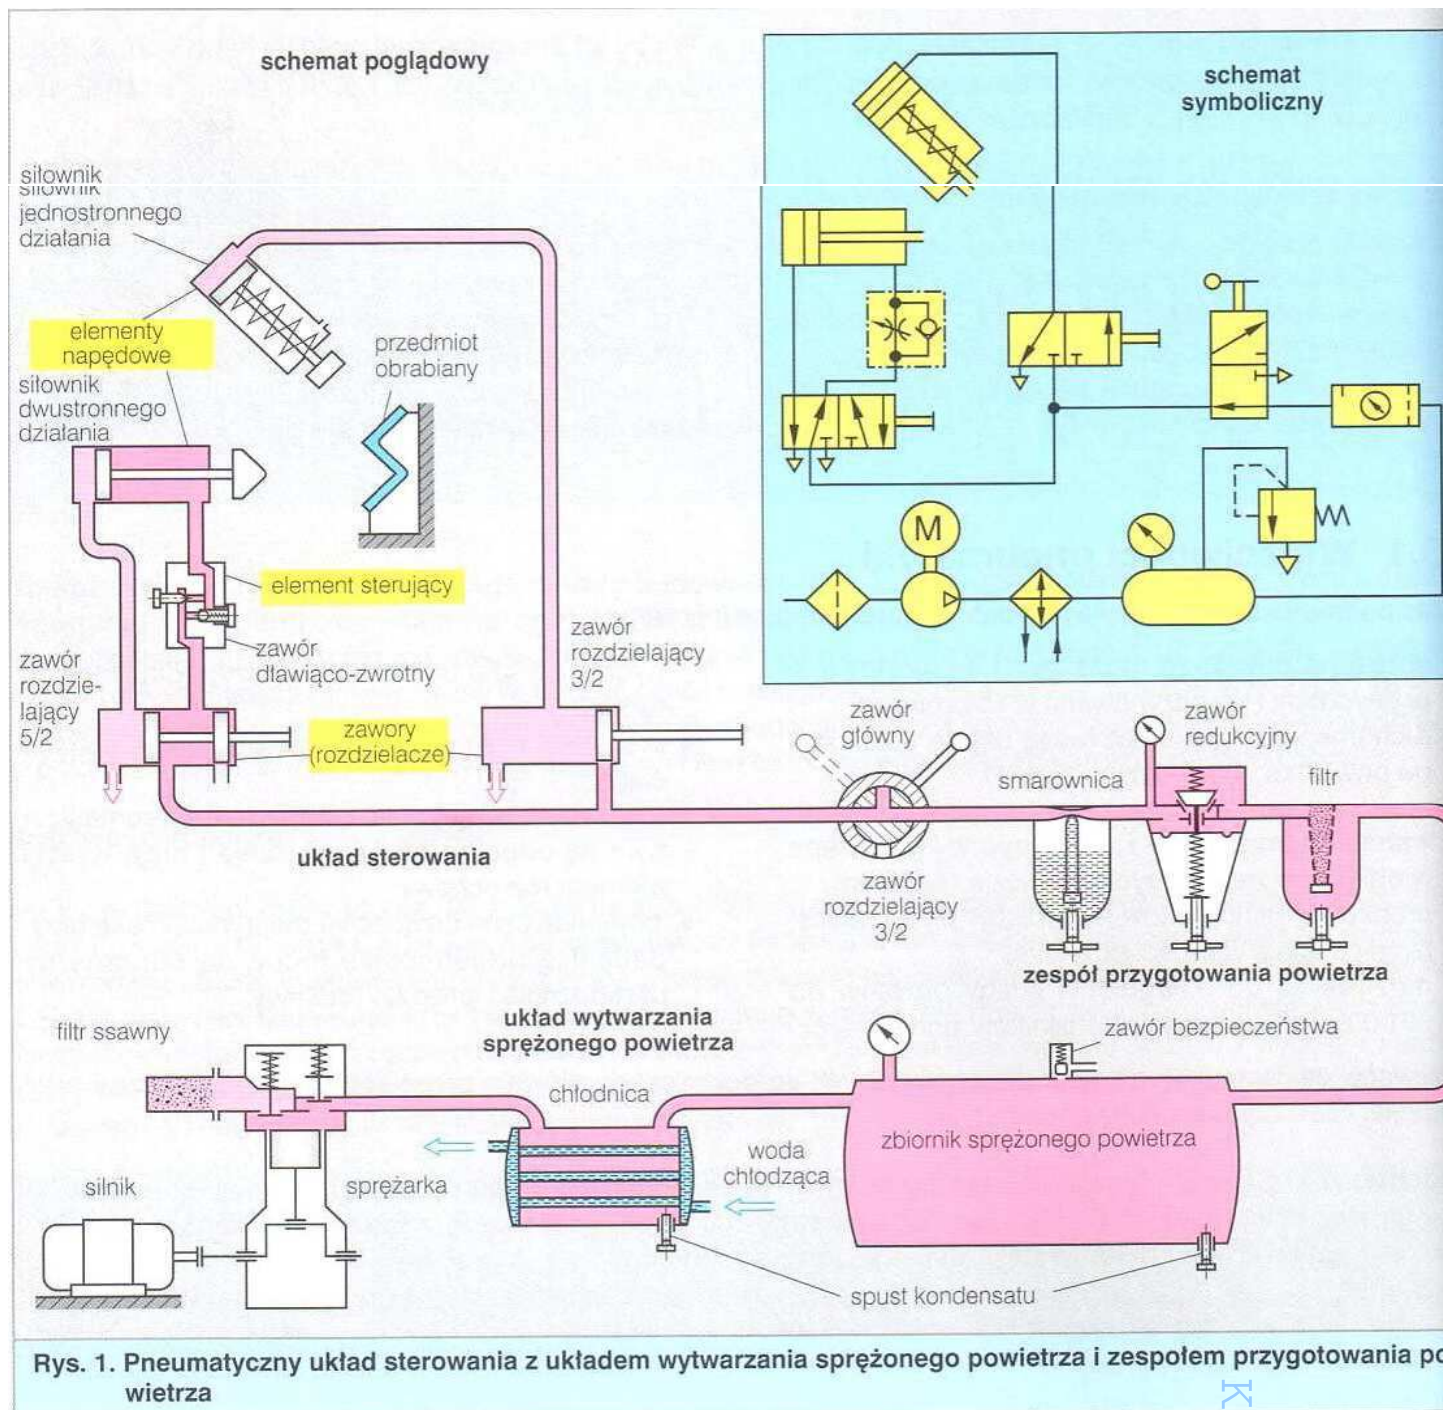 schemat poglądowy
schemat
symboliczny
siłownik
siłownik
jednostronnego
działania
elementy
napędowe
siłownik
dwustronnego
działania
przedmiot
obrabiany
element sterujący
zawór
dławiąco-zwrotny
zawór
rozdzie-
lający
5/2
zawory
(rozdzielacze)
zawór
rozdzielający
3/2
M
zawór
główny
zawór
redukcyjny
smarownica
filtr
układ sterowania
zawór
rozdzielający
3/2
zespół przygotowania powietrza
filtr ssawny
układ wytwarzania
sprężonego powietrza
zawór bezpieczeństwa
chłodnica
zbiornik sprężonego powietrza
woda
chłodząca
silnik
sprężarka
spust kondensatu
Rys. 1. Pneumatyczny układ sterowania z układem wytwarzania sprężonego powietrza i zespołem przygotowania po
wietrza
K